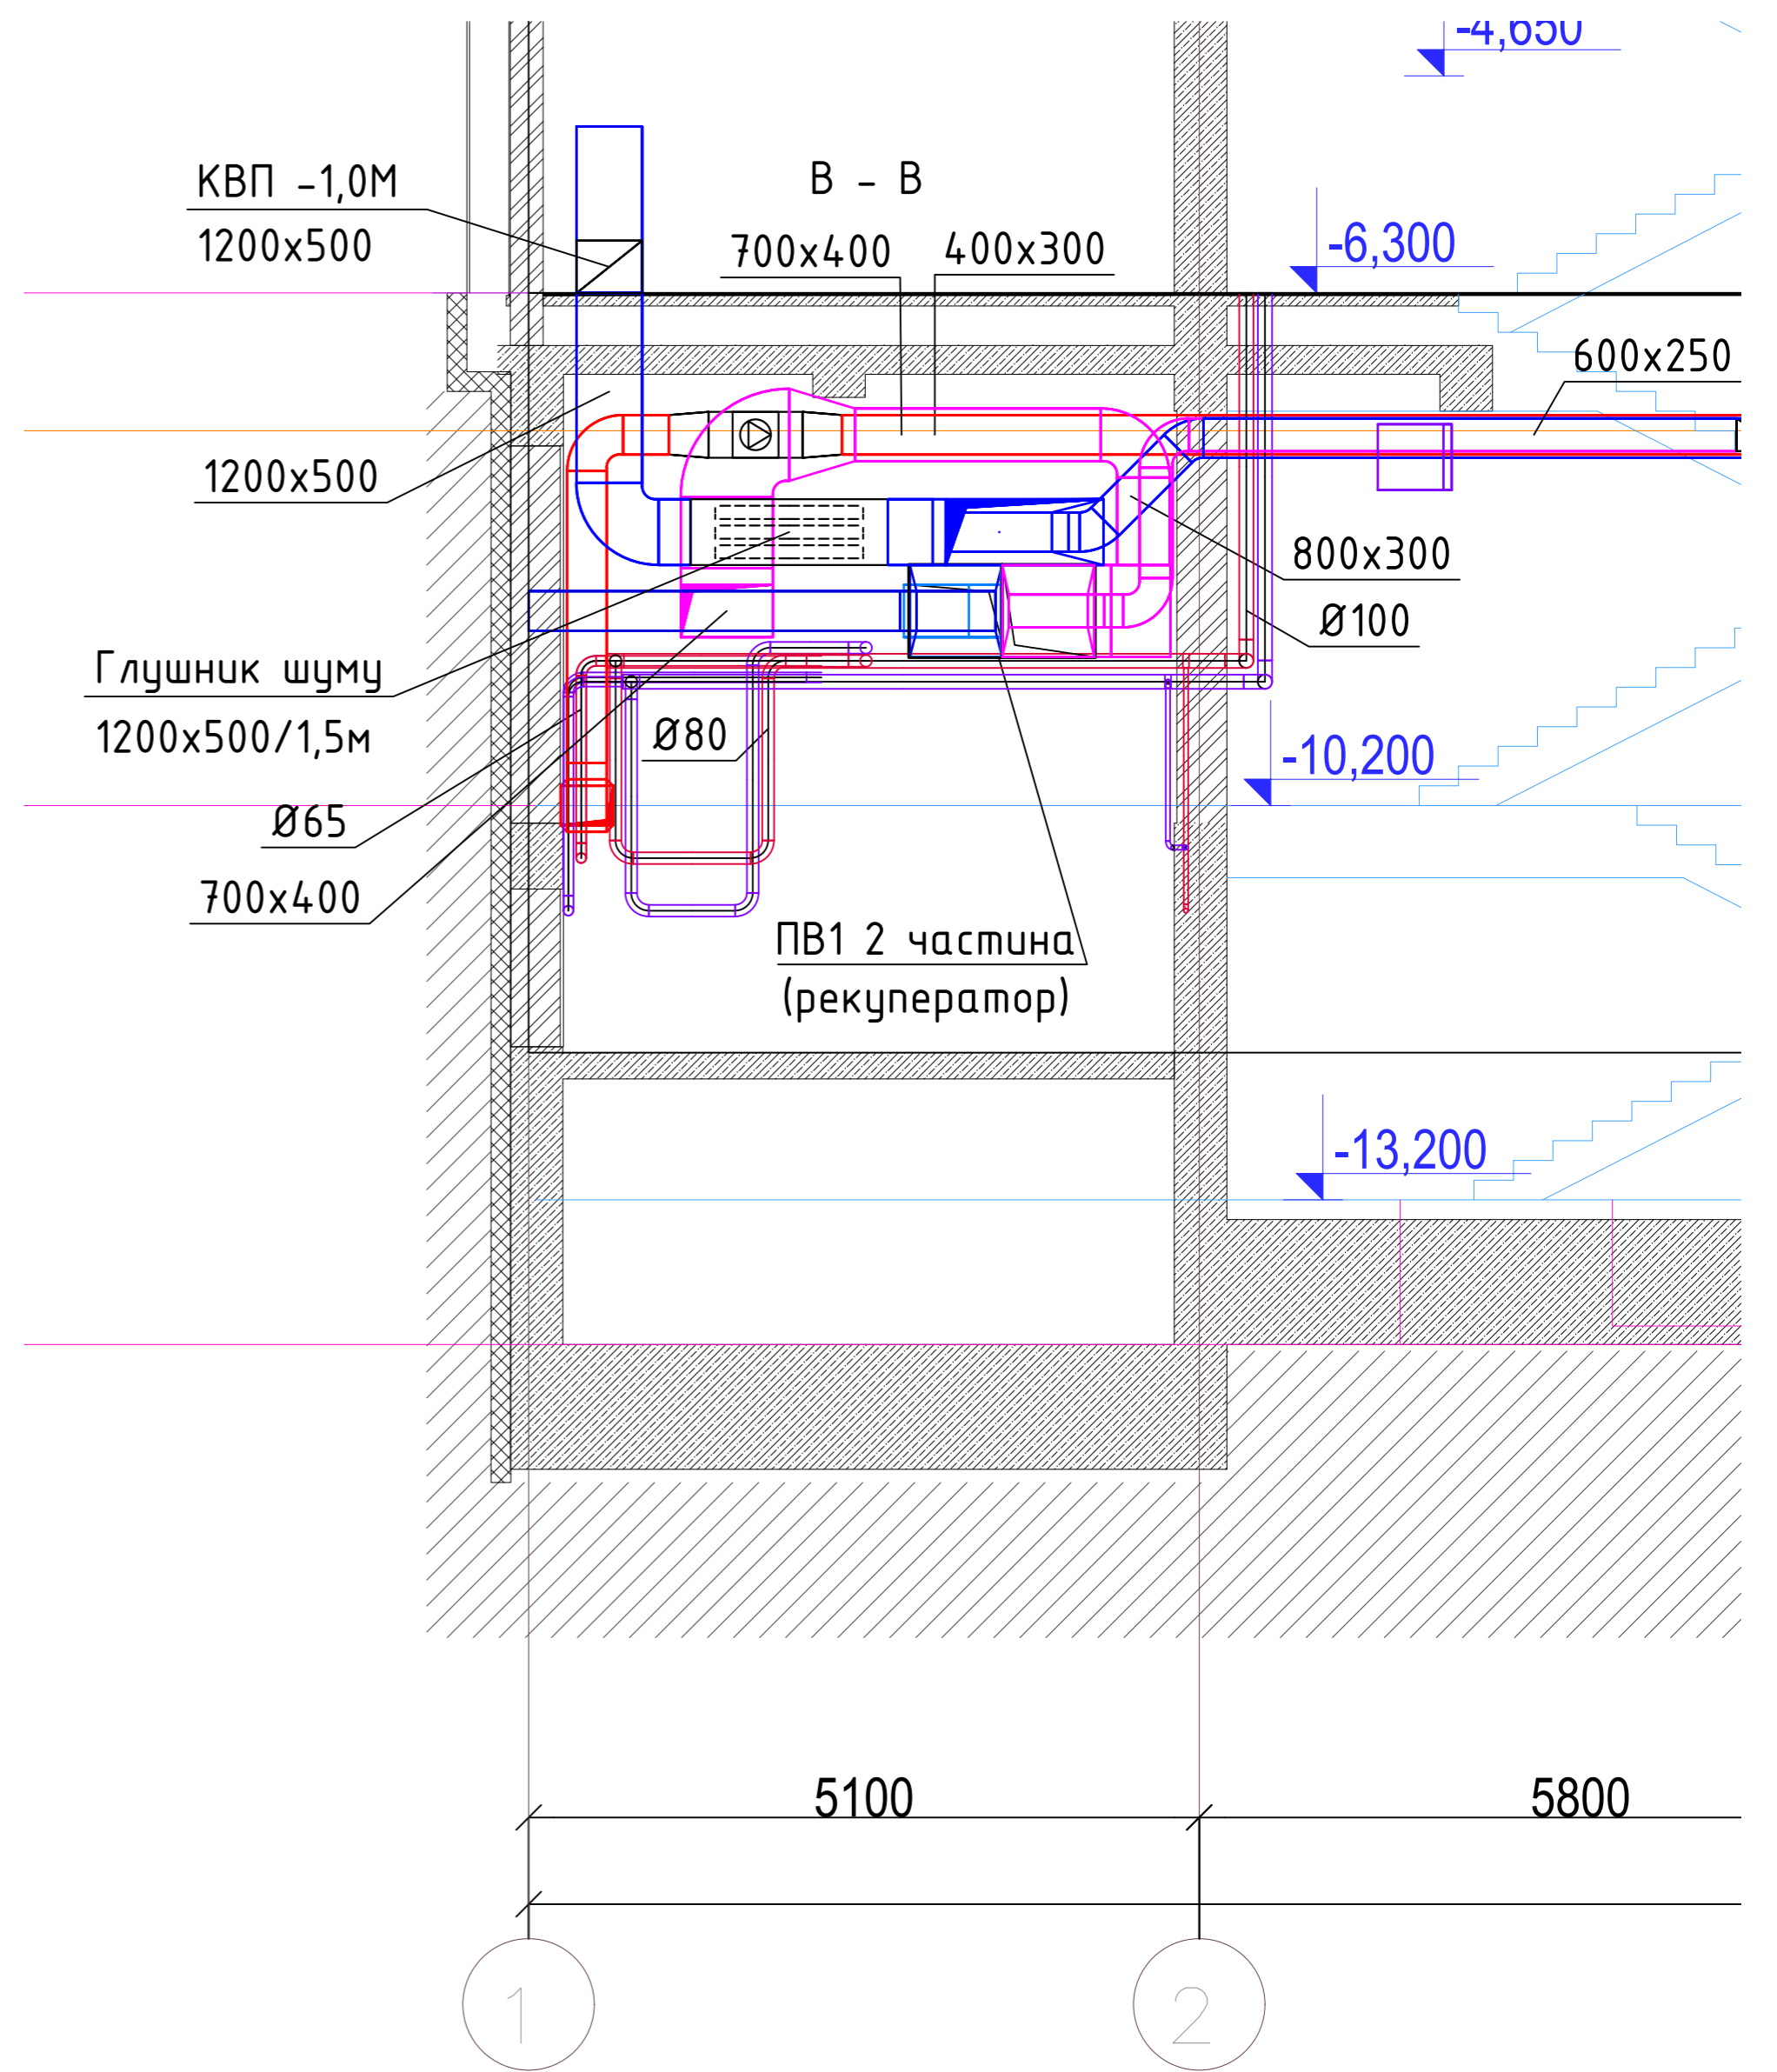 -4,650
КВП -1,0М
1200х500
В - В
700х400
400х300
-6,300
600х250
1200х500
800х300
Ø100
Глушник шуму
1200х500/1,5м
Ø80
-10,200
Ø65
700х400
ПВ1 2 частина
(рекуператор)
-13,200
5100
5800
1
2